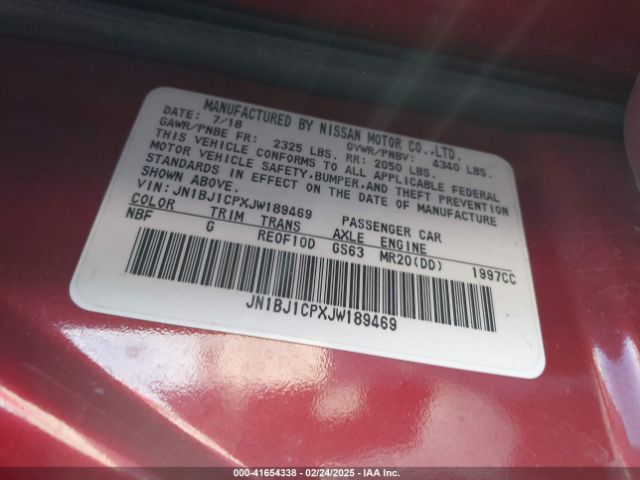 MANUFACTURED BY NISSAN MOTOR CO.,LTD.
DATE: 7/18 GVWR/PNBV: 4340 LBS.
GAWR/PNBE FR: 2325 LBS. RR: 2050 LBS.
THIS VEHICLE CONFORMS TO ALL APPLICABLE FEDERAL
MOTOR VEHICLE SAFETY,BUMPER,AND THEFT PREVENTION
STANDARDS IN EFFECT ON THE DATE OF MANUFACTURE
SHOWN ABOVE.
VIN: JN1BJ1CPXJW189469 PASSENGER CAR
COLOR TRIM TRANS AXLE ENGINE
NBF G REOF10D GS63 MR20(DD) 1997CC
JN1BJ1CPXJW189469
000-41654338 - 02/24/2025 - IAA Inc.